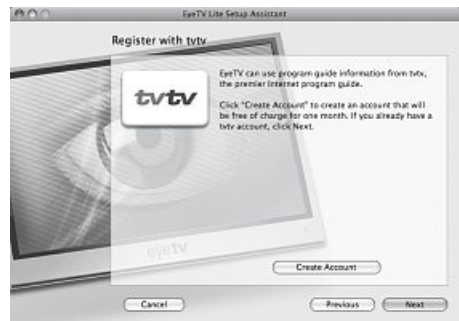 EyeTV Lite Setup Assistant
Register with tvtv
tvtv
EyeTV can use program guide information from tvtv,
the premier Internet program guide.
Click "Create Account" to create an account that will
be free of charge for one month. If you already have a
tvtv account, click Next.
eyetv
Create Account
Cancel
Previous
Next